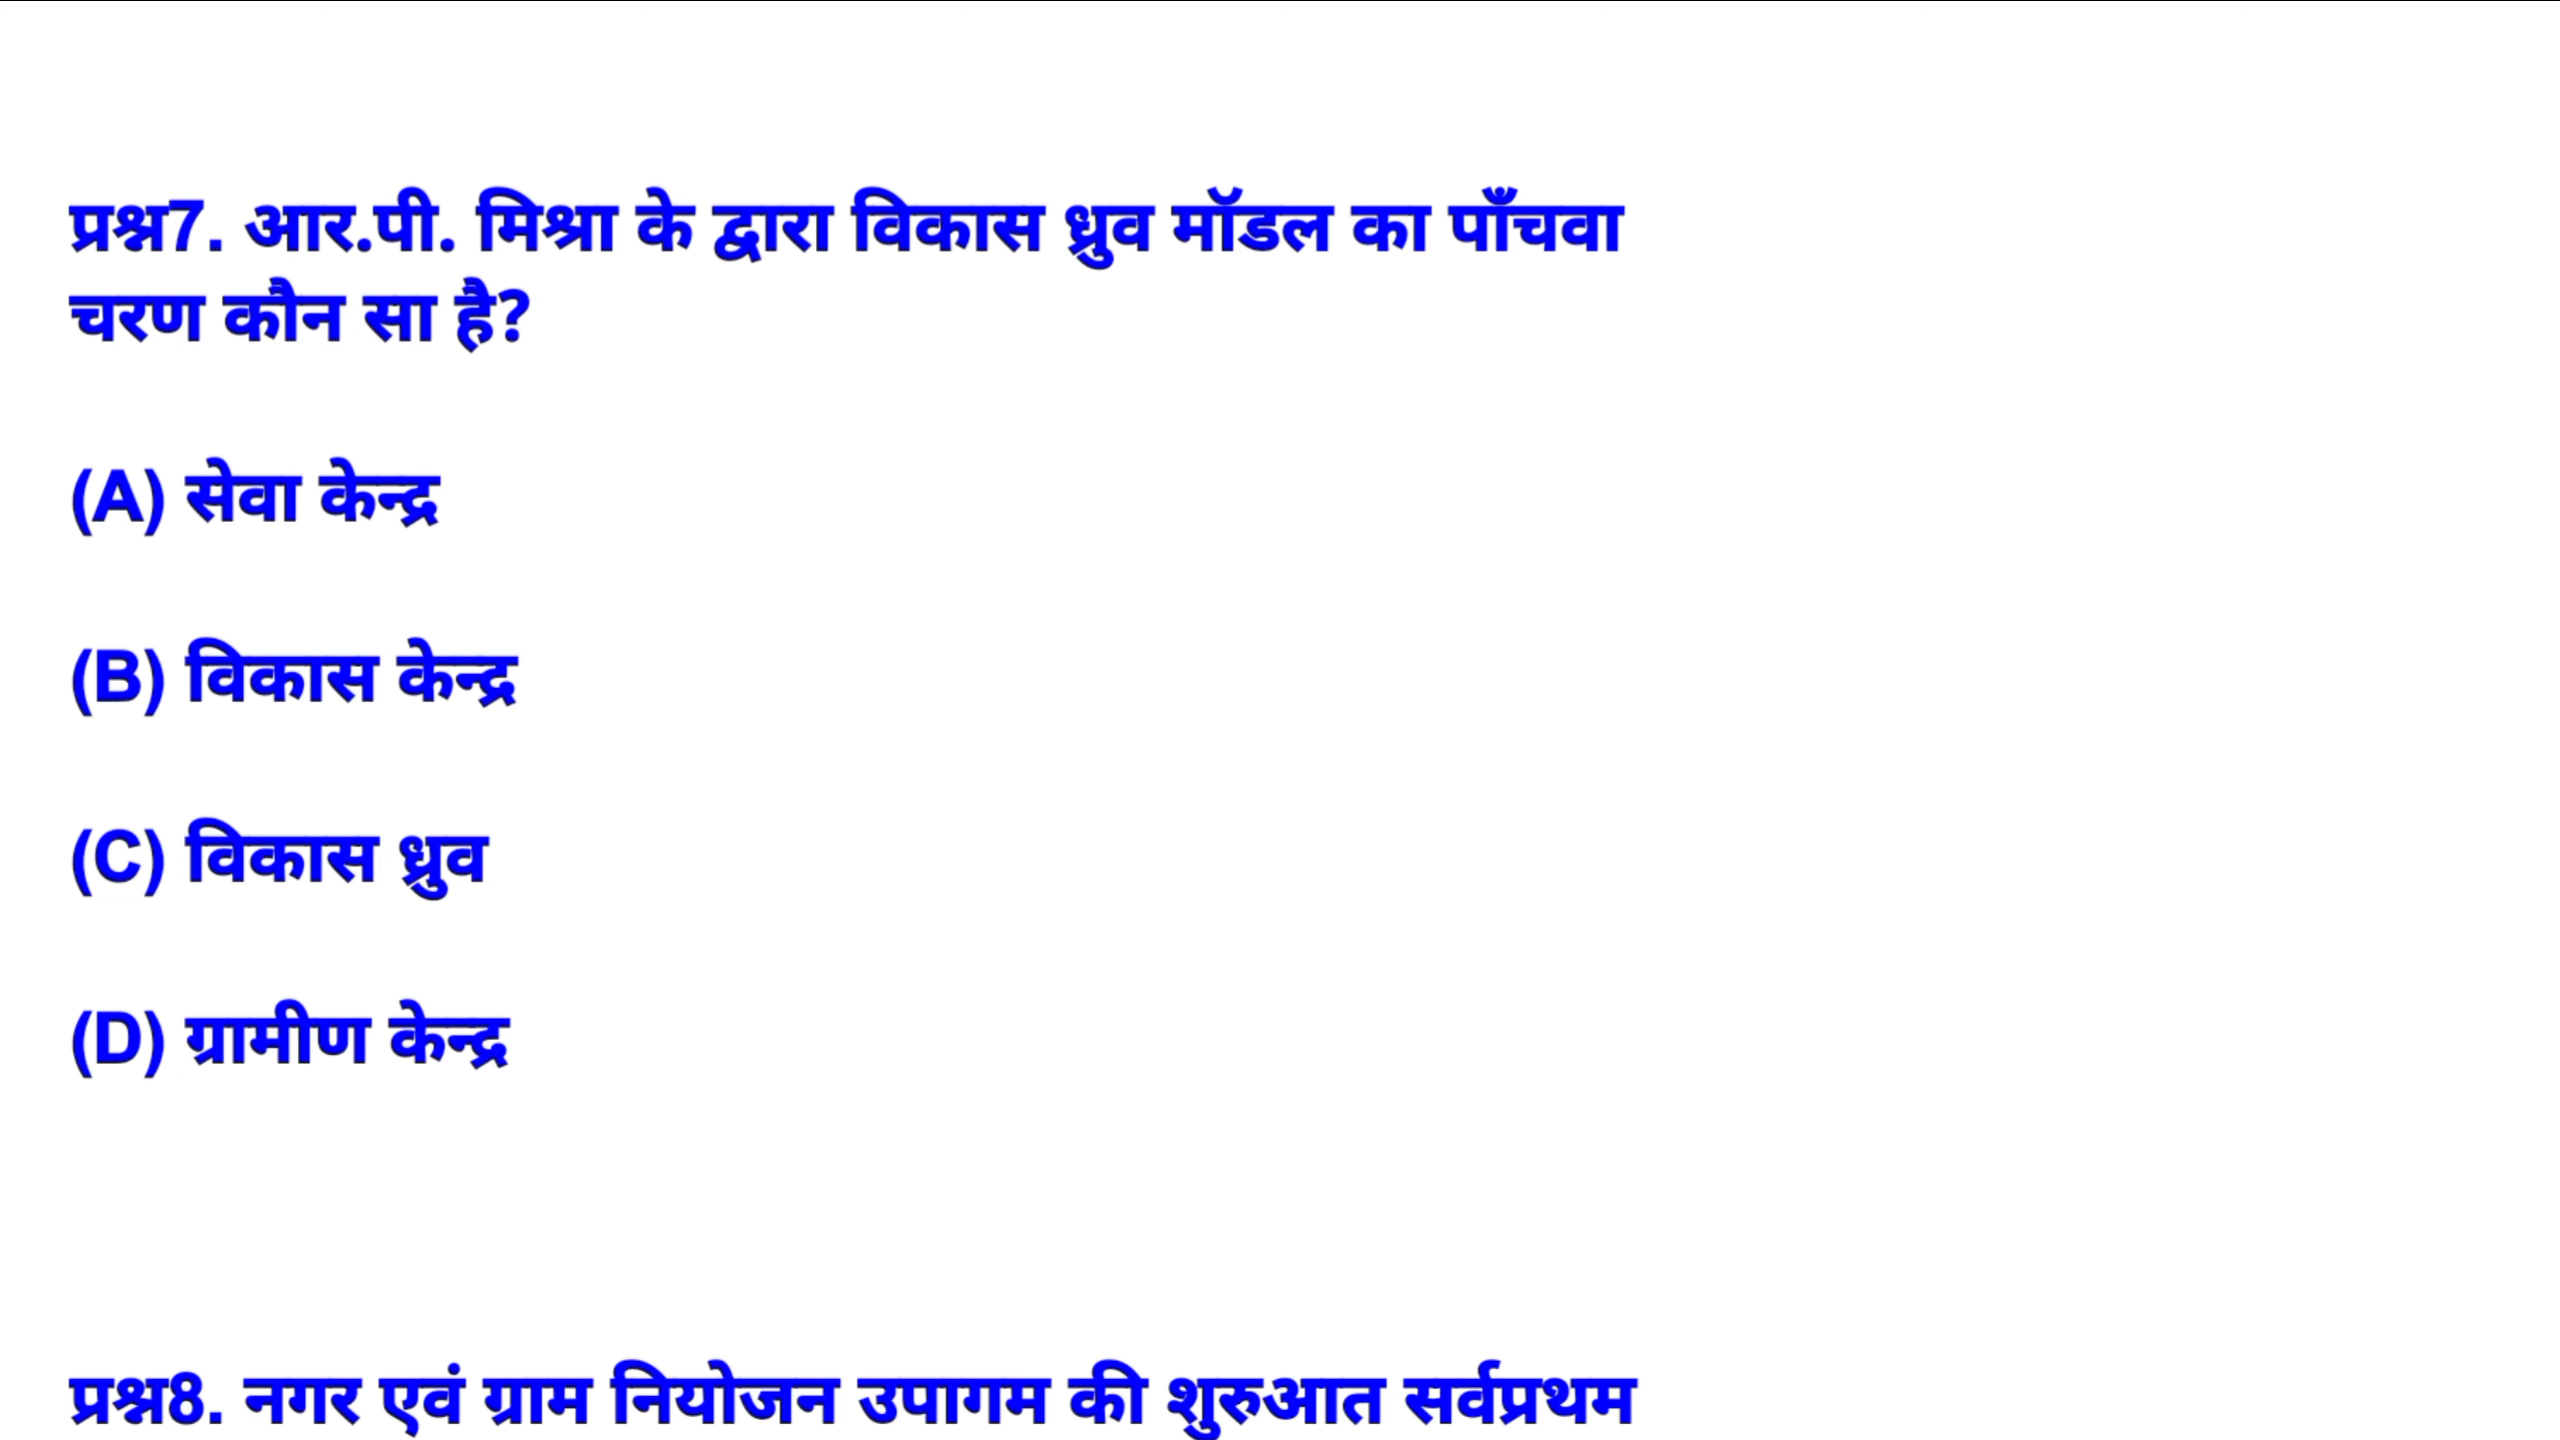 प्रश्न7. आर.पी. मिश्रा के द्वारा विकास ध्रुव मॉडल का पाँचवा
चरण कौन सा है?
(A) सेवा केन्द्र
(B) विकास केन्द्र
(C) विकास ध्रुव
(D) ग्रामीण केन्द्र
प्रश्न8. नगर एवं ग्राम नियोजन उपागम की शुरुआत सर्वप्रथम